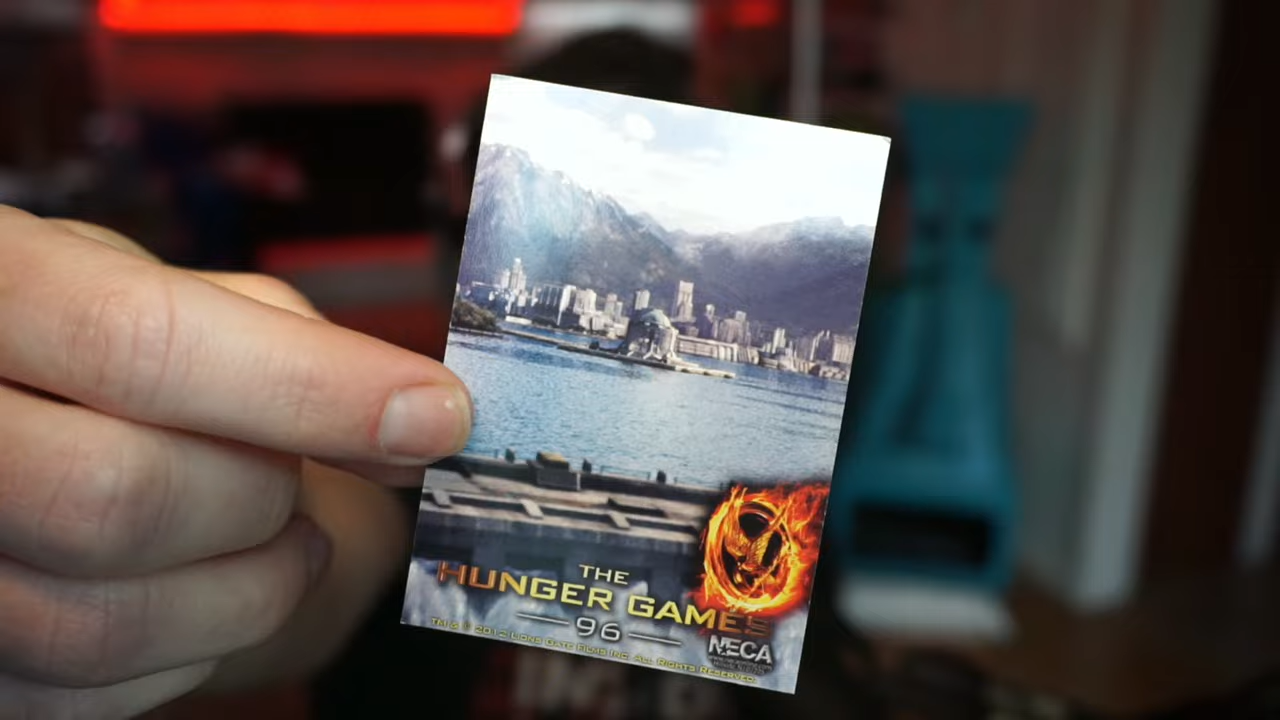 THE
HUNGER GAMES
96
TM & © 2012 LIONS GATE FILMS INC. ALL RIGHTS RESERVED.
NECA